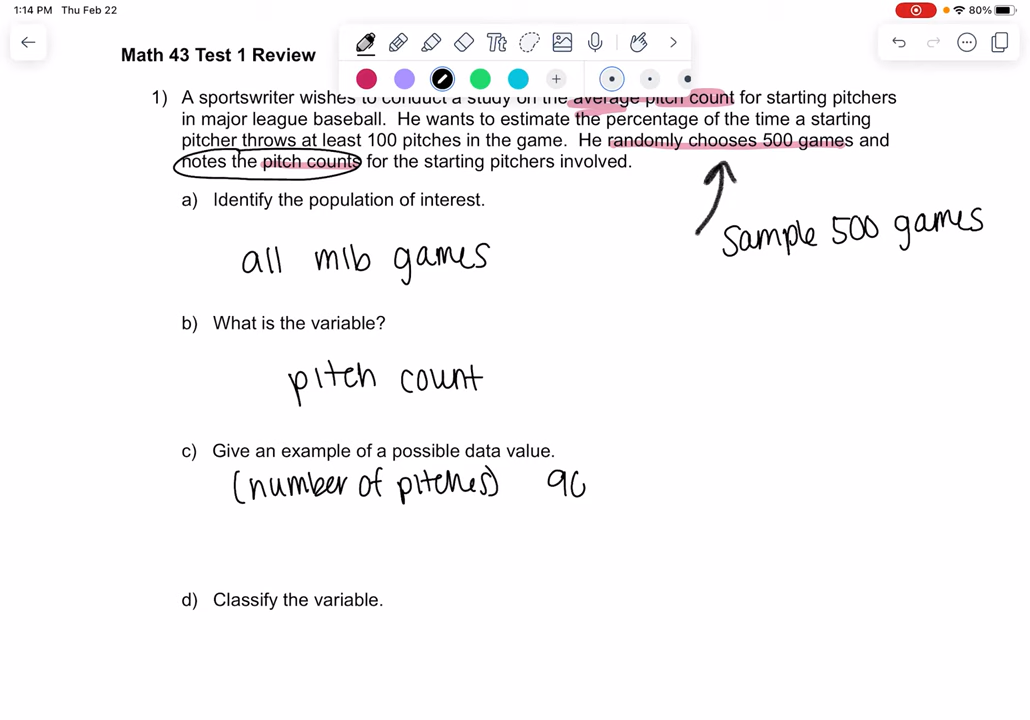 1:14 PM Thu Feb 22
80%
Tt
Math 43 Test 1 Review
1) A sportswriter wishes to conduct a study on the average pitch count for starting pitchers
in major league baseball. He wants to estimate the percentage of the time a starting
pitcher throws at least 100 pitches in the game. He randomly chooses 500 games and
notes the pitch counts for the starting pitchers involved.
a) Identify the population of interest.
Sample 500 games
all mlb games
b) What is the variable?
pitch count
c) Give an example of a possible data value.
(number of pitches) 90
d) Classify the variable.